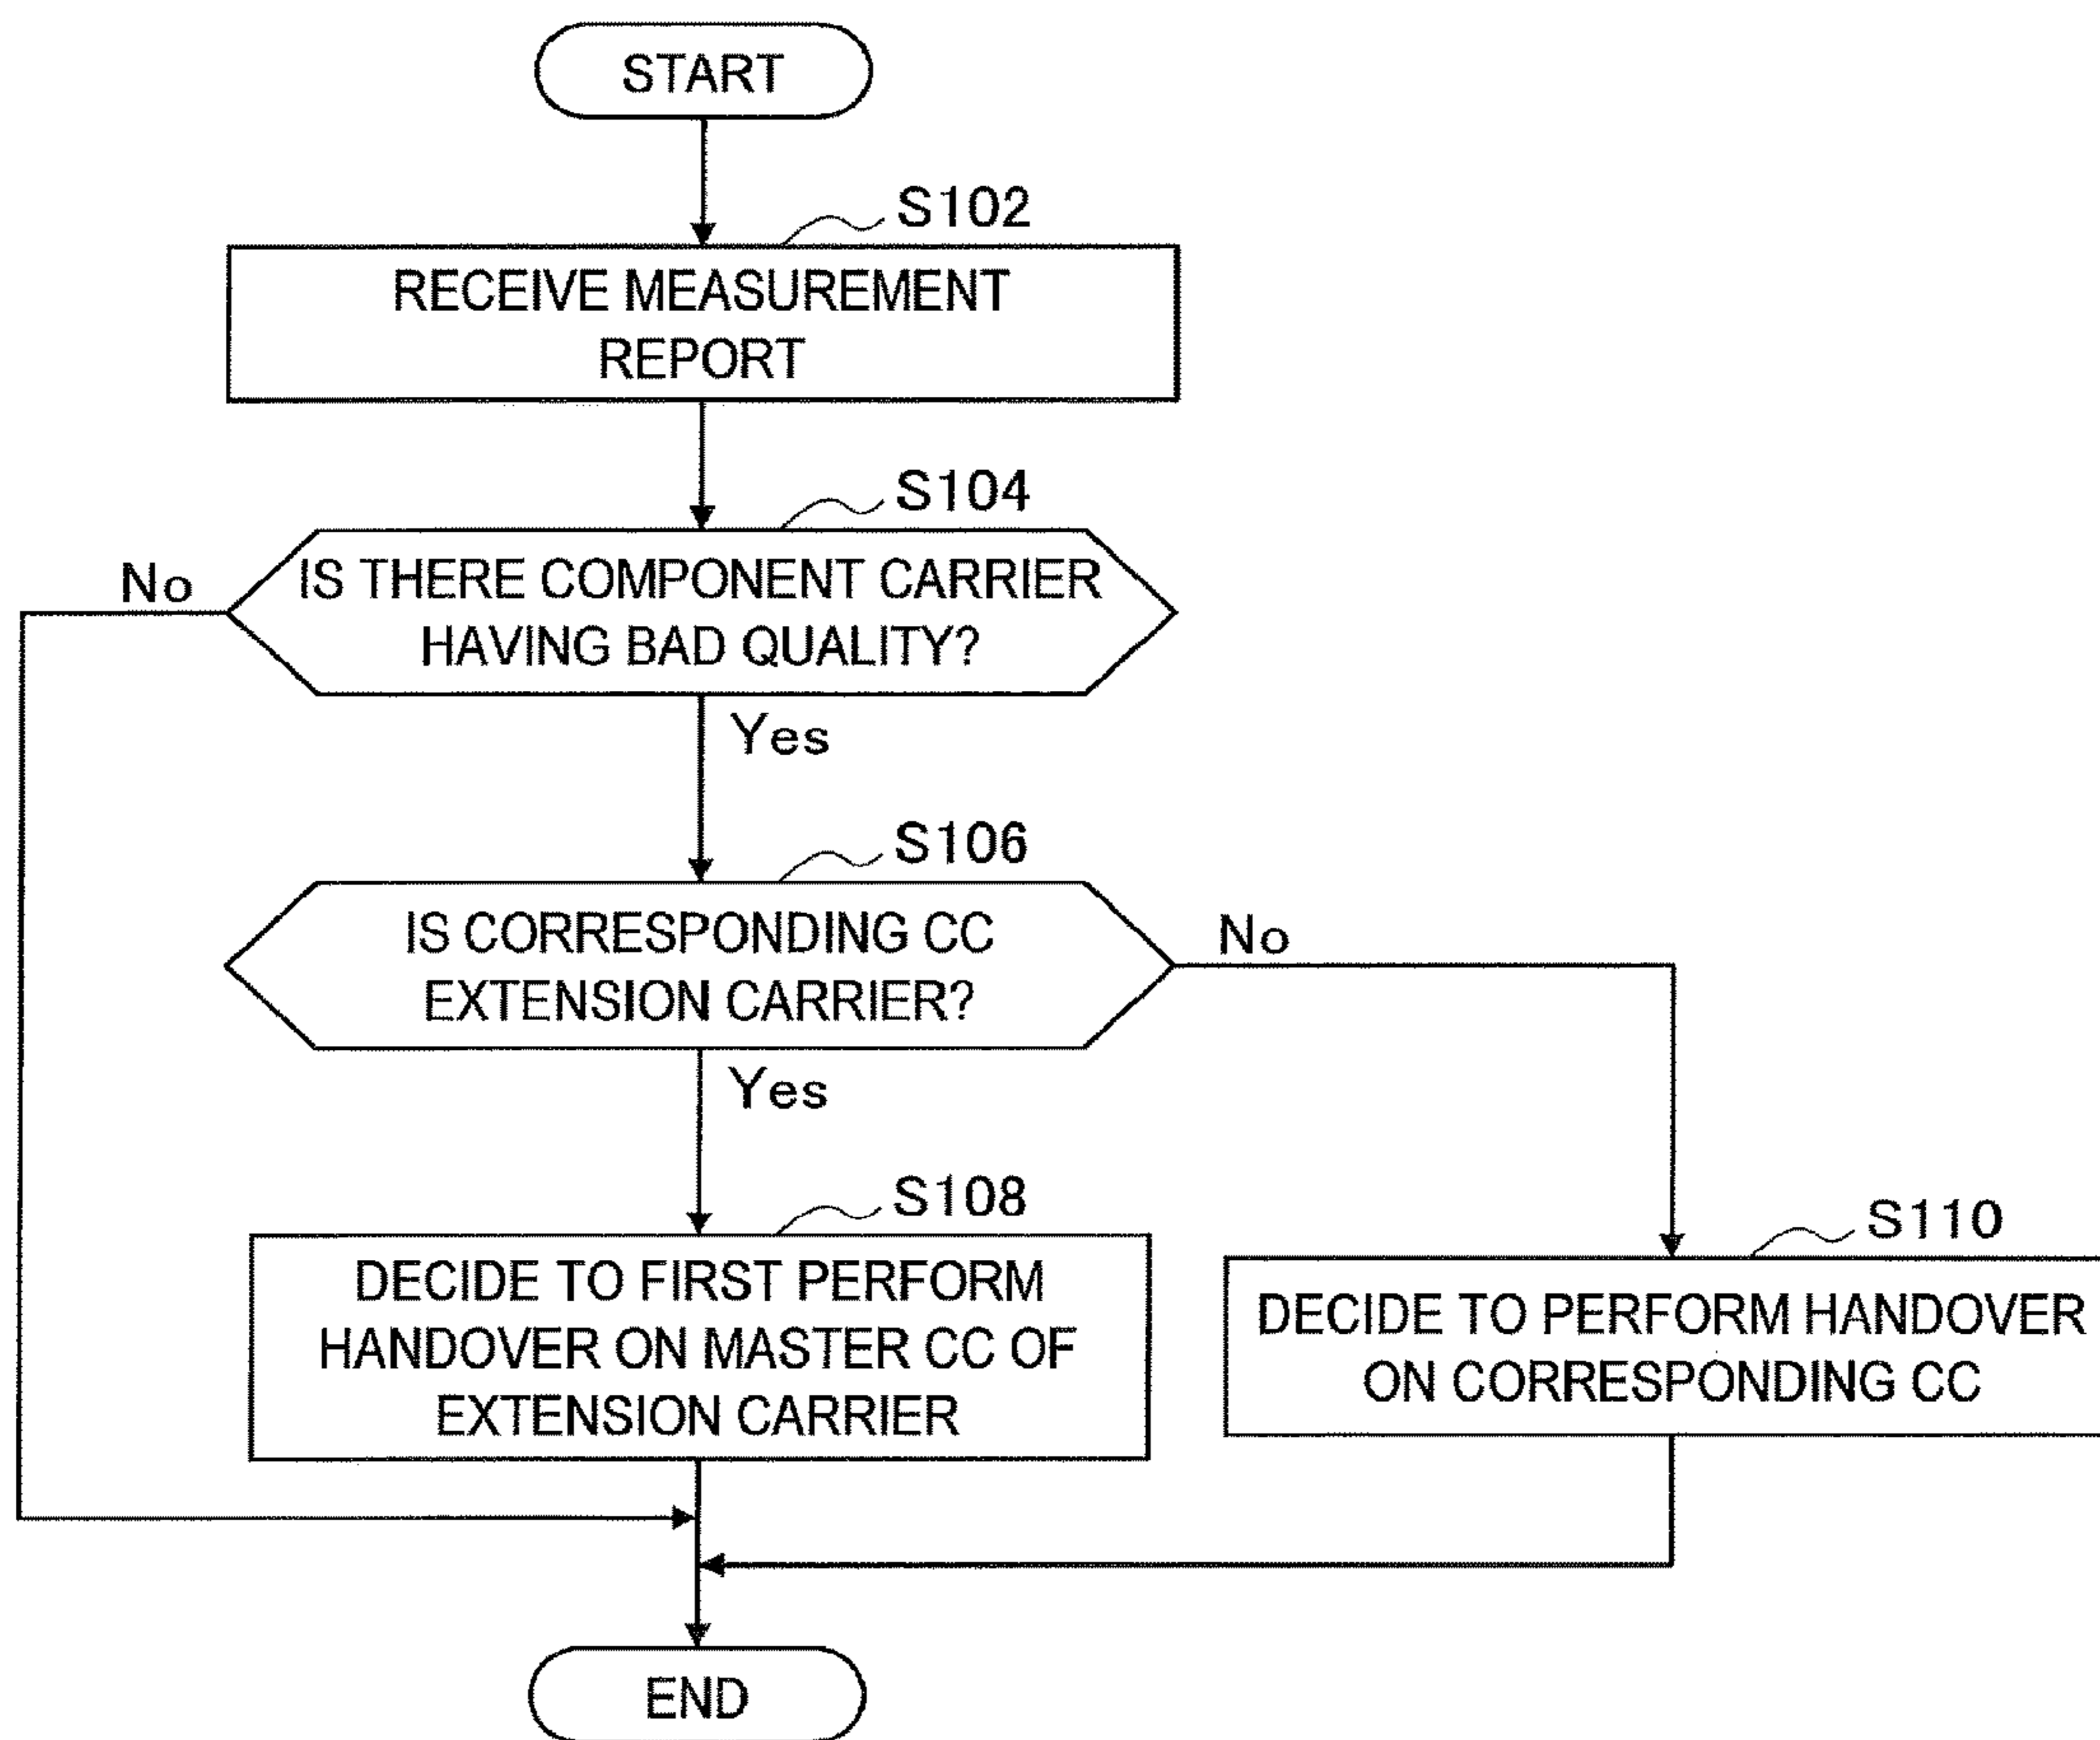 START
S102
RECEIVE MEASUREMENT
REPORT
S104
No
IS THERE COMPONENT CARRIER
HAVING BAD QUALITY?
Yes
S106
IS CORRESPONDING CC
EXTENSION CARRIER?
No
Yes
S108
DECIDE TO FIRST PERFORM
HANDOVER ON MASTER CC OF
EXTENSION CARRIER
S110
DECIDE TO PERFORM HANDOVER
ON CORRESPONDING CC
END